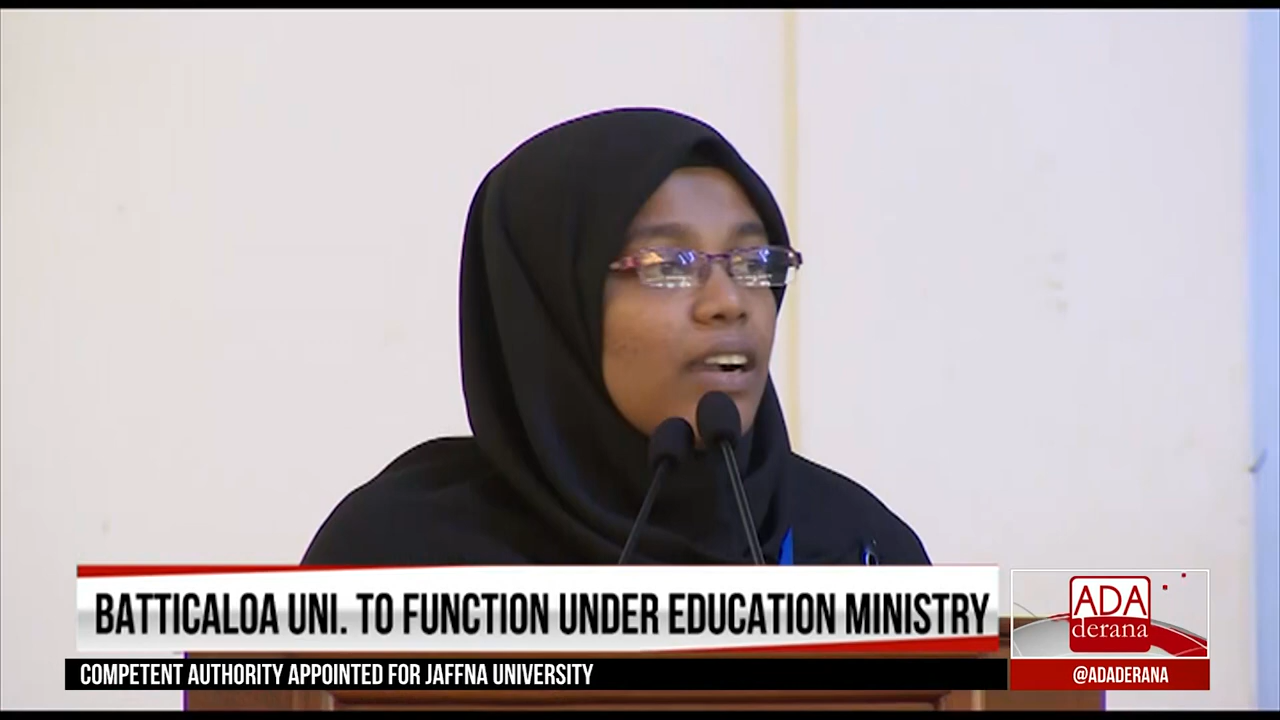 BATTICALOA UNI. TO FUNCTION UNDER EDUCATION MINISTRY
COMPETENT AUTHORITY APPOINTED FOR JAFFNA UNIVERSITY
ADA
derana
@ADADERANA